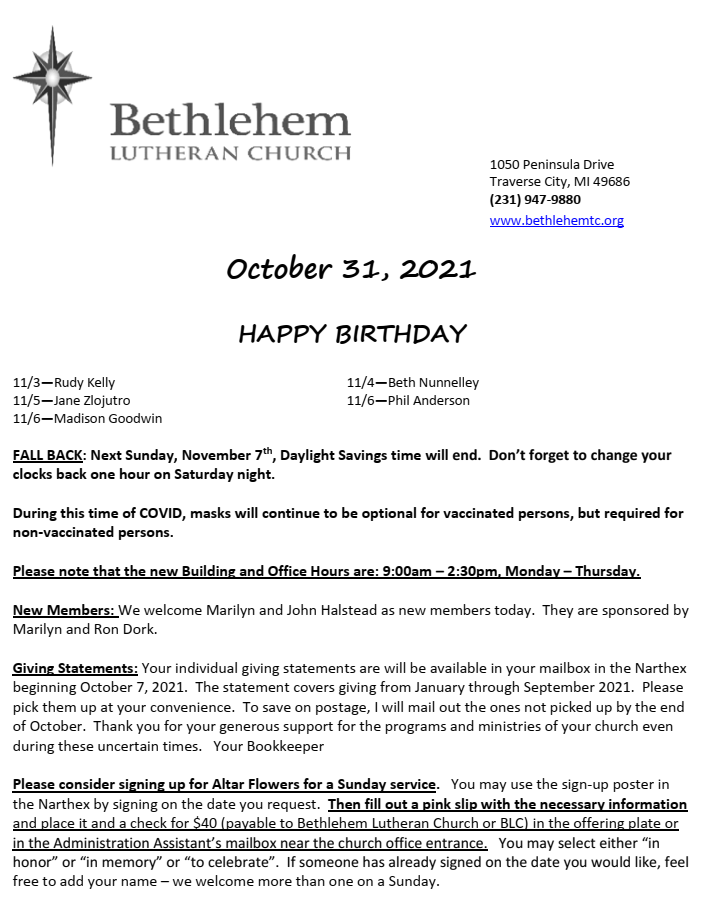 Bethlehem
LUTHERAN CHURCH
1050 Peninsula Drive
Traverse City, MI 49686
(231) 947-9880
www.bethlehemtc.org
October 31, 2021
HAPPY BIRTHDAY
11/3—Rudy Kelly
11/4—Beth Nunnelley
11/5—Jane Zlojutro
11/6—Phil Anderson
11/6—Madison Goodwin
FALL BACK: Next Sunday, November 7th, Daylight Savings time will end.  Don't forget to change your
clocks back one hour on Saturday night.
During this time of COVID, masks will continue to be optional for vaccinated persons, but required for
non-vaccinated persons.
Please note that the new Building and Office Hours are: 9:00am – 2:30pm, Monday – Thursday.
New Members: We welcome Marilyn and John Halstead as new members today.  They are sponsored by
Marilyn and Ron Dork.
Giving Statements: Your individual giving statements are will be available in your mailbox in the Narthex
beginning October 7, 2021.  The statement covers giving from January through September 2021.  Please
pick them up at your convenience.  To save on postage, I will mail out the ones not picked up by the end
of October.  Thank you for your generous support for the programs and ministries of your church even
during these uncertain times.   Your Bookkeeper
Please consider signing up for Altar Flowers for a Sunday service.   You may use the sign-up poster in
the Narthex by signing on the date you request.  Then fill out a pink slip with the necessary information
and place it and a check for $40 (payable to Bethlehem Lutheran Church or BLC) in the offering plate or
in the Administration Assistant's mailbox near the church office entrance.   You may select either "in
honor" or "in memory" or "to celebrate".  If someone has already signed on the date you would like, feel
free to add your name – we welcome more than one on a Sunday.